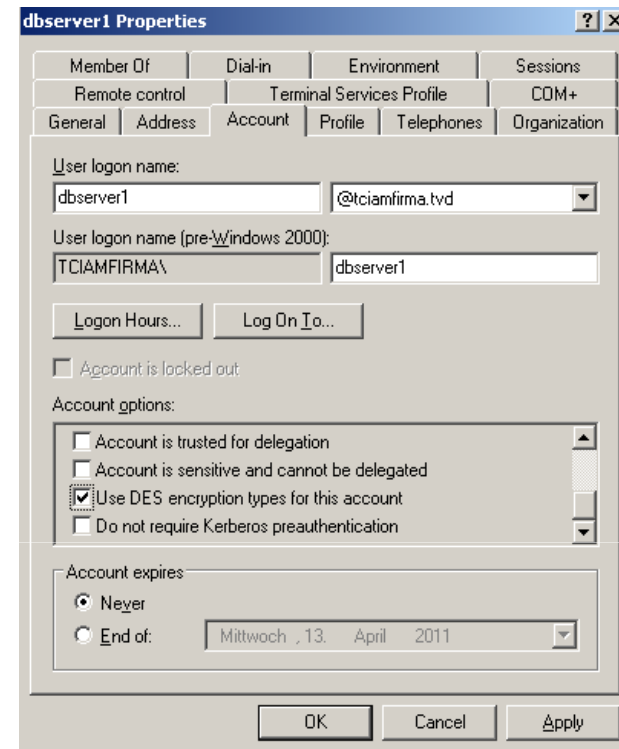 dbserver1 Properties
Member Of Dial-in Environment Sessions
Remote control Terminal Services Profile COM+
General Address Account Profile Telephones Organization
User logon name:
dbserver1 @tciamfirma.tvd
User logon name (pre-Windows 2000):
TCIAMFIRMA\ dbserver1
Logon Hours... Log On To...
Account is locked out
Account options:
Account is trusted for delegation
Account is sensitive and cannot be delegated
Use DES encryption types for this account
Do not require Kerberos preauthentication
Account expires
Never
End of: Mittwoch , 13. April 2011
OK Cancel Apply